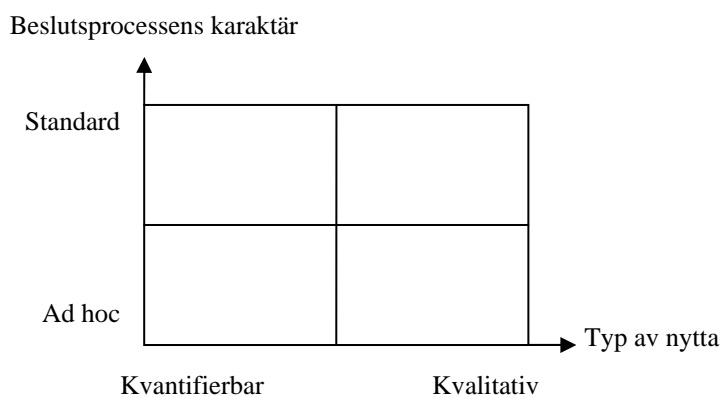 Beslutsprocessens karaktär
Standard
Ad hoc
Typ av nytta
Kvantifierbar
Kvalitativ